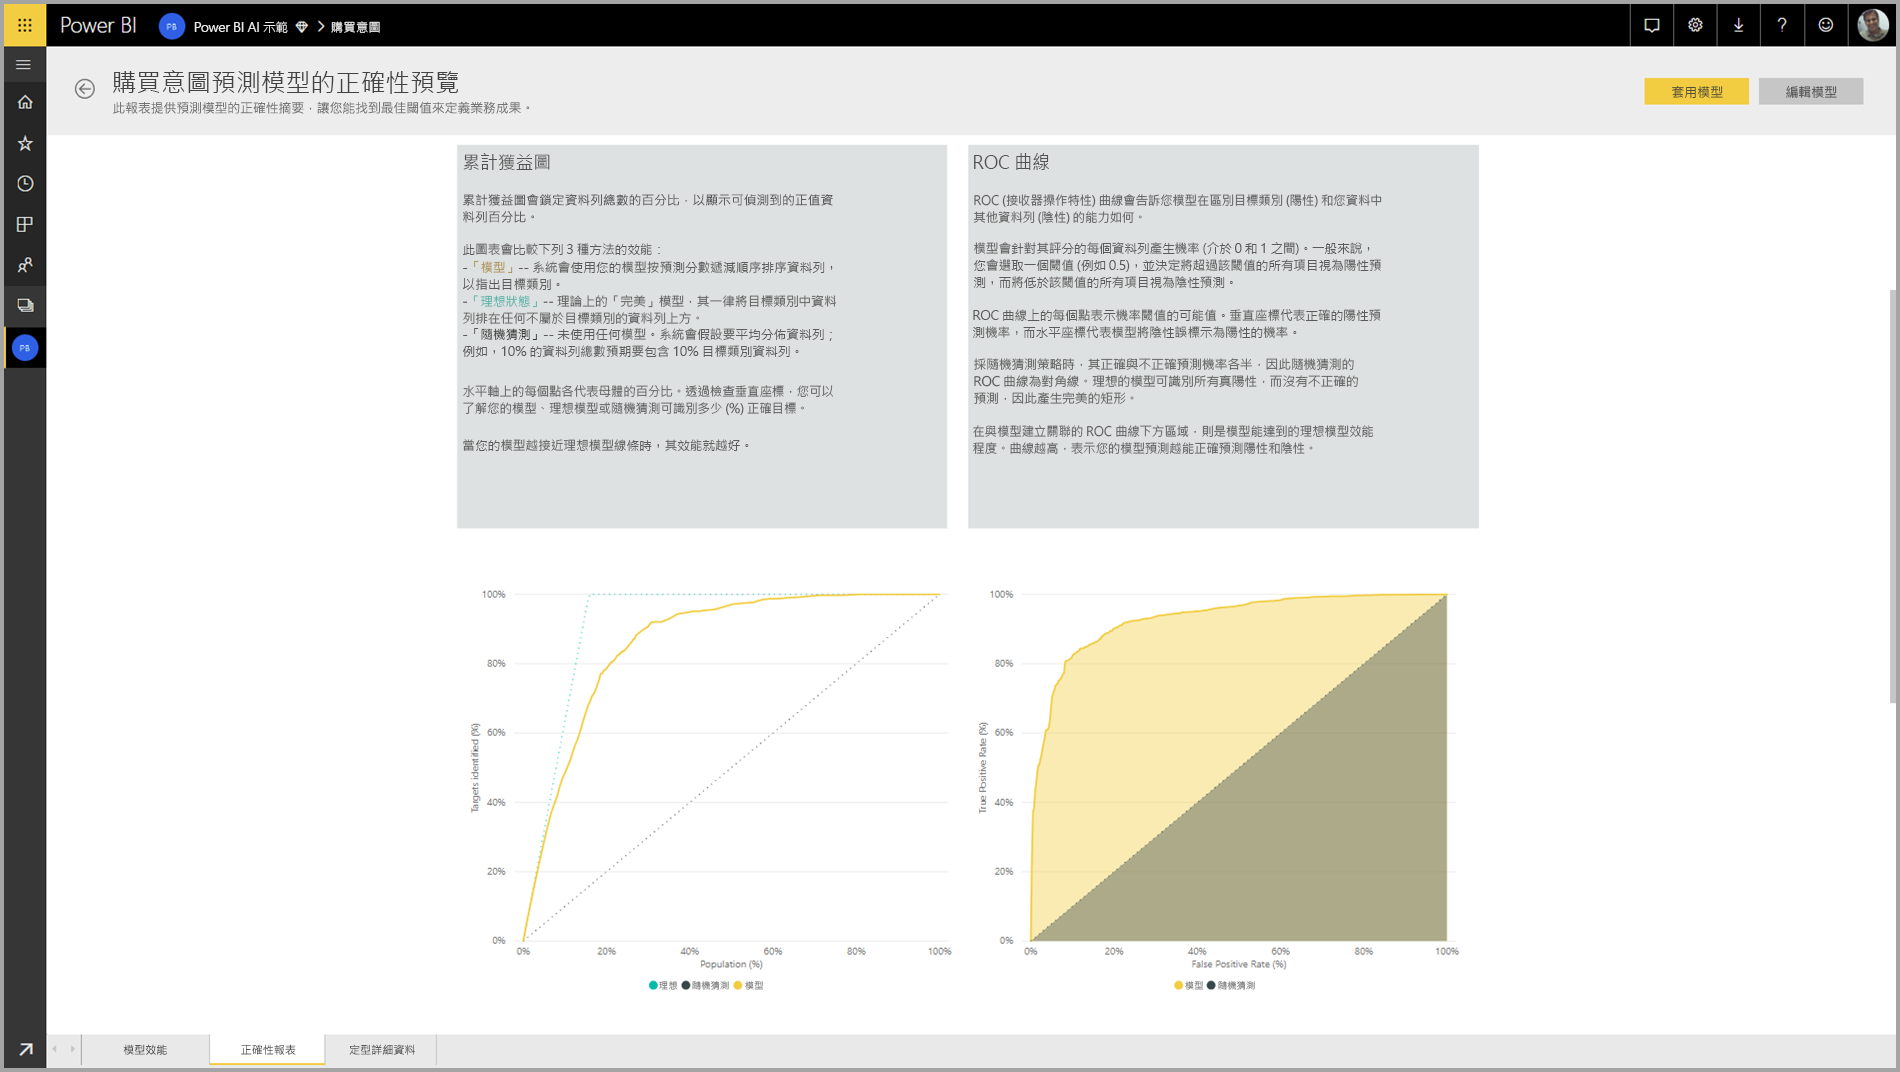 Power BI
PB
Power BI AI 示範
購買意圖
?
購買意圖預測模型的正確性預覽
此報表提供預測模型的正確性摘要，讓您能找到最佳閾值來定義業務成果。
套用模型
編輯模型
PB
累計獲益圖
累計獲益圖會鎖定資料列總數的百分比，以顯示可偵測到的正值資
料列百分比。
此圖表會比較下列 3 種方法的效能：
-「模型」-- 系統會使用您的模型按預測分數遞減順序排序資料列，
以指出目標類別。
-「理想狀態」-- 理論上的「完美」模型，其一律將目標類別中資料
列排在任何不屬於目標類別的資料列上方。
-「隨機猜測」-- 未使用任何模型。系統會假設要平均分佈資料列；
例如，10% 的資料列總數預期要包含 10% 目標類別資料列。
水平軸上的每個點各代表母體的百分比。透過檢查垂直座標，您可以
了解您的模型、理想模型或隨機猜測可識別多少 (%) 正確目標。
當您的模型越接近理想模型線條時，其效能就越好。
ROC 曲線
ROC (接收器操作特性) 曲線會告訴您模型在區別目標類別 (陽性) 和您資料中
其他資料列 (陰性) 的能力如何。
模型會針對其評分的每個資料列產生機率 (介於 0 和 1 之間)。一般來說，
您會選取一個閾值 (例如 0.5)，並決定將超過該閾值的所有項目視為陽性預
測，而將低於該閾值的所有項目視為陰性預測。
ROC 曲線上的每個點表示機率閾值的可能值。垂直座標代表正確的陽性預
測機率，而水平座標代表模型將陰性誤標示為陽性的機率。
採隨機猜測策略時，其正確與不正確預測機率各半，因此隨機猜測的
ROC 曲線為對角線。理想的模型可識別所有真陽性，而沒有不正確的
預測，因此產生完美的矩形。
在與模型建立關聯的 ROC 曲線下方區域，則是模型能達到的理想模型效能
程度。曲線越高，表示您的模型預測越能正確預測陽性和陰性。
100%
80%
60%
40%
20%
0%
Targets identified (%)
0% 20% 40% 60% 80% 100%
Population (%)
理想 隨機猜測 模型
100%
80%
60%
40%
20%
0%
True Positive Rate (%)
0% 20% 40% 60% 80% 100%
False Positive Rate (%)
模型 隨機猜測
模型效能
正確性報表
定型詳細資料